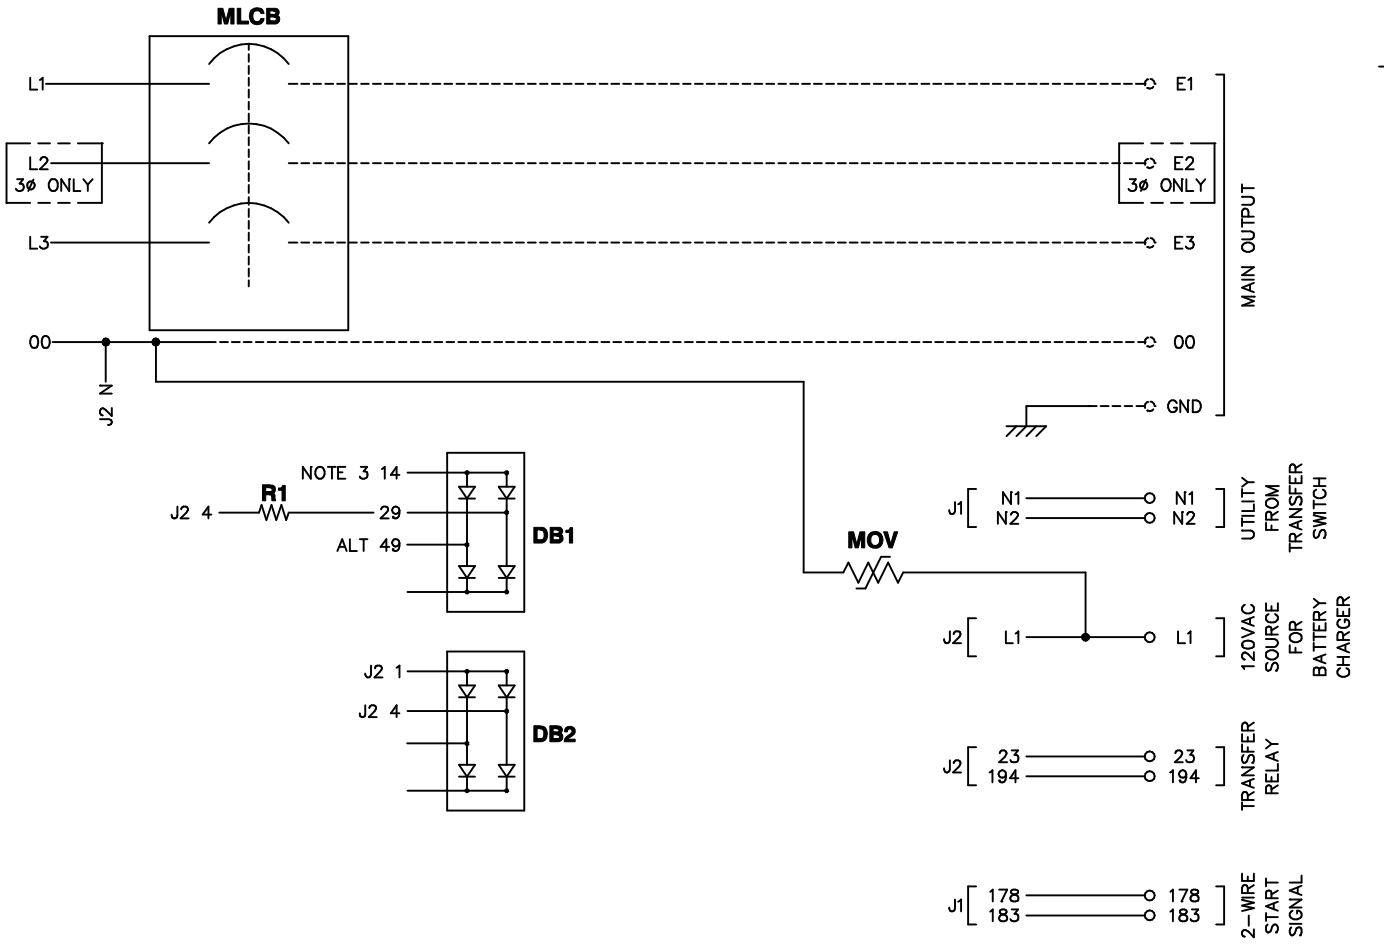 MLCB
L1
E1
L2
3ø ONLY
E2
3ø ONLY
L3
E3
MAIN OUTPUT
00
00
J2 N
GND
NOTE 3 14
R1
J2 4
29
ALT 49
DB1
J1
N1
N2
N1
N2
UTILITY
FROM
TRANSFER
SWITCH
MOV
J2
L1
L1
120VAC
SOURCE
FOR
BATTERY
CHARGER
J2 1
J2 4
DB2
J2
23
194
23
194
TRANSFER
RELAY
J1
178
183
178
183
2-WIRE
START
SIGNAL